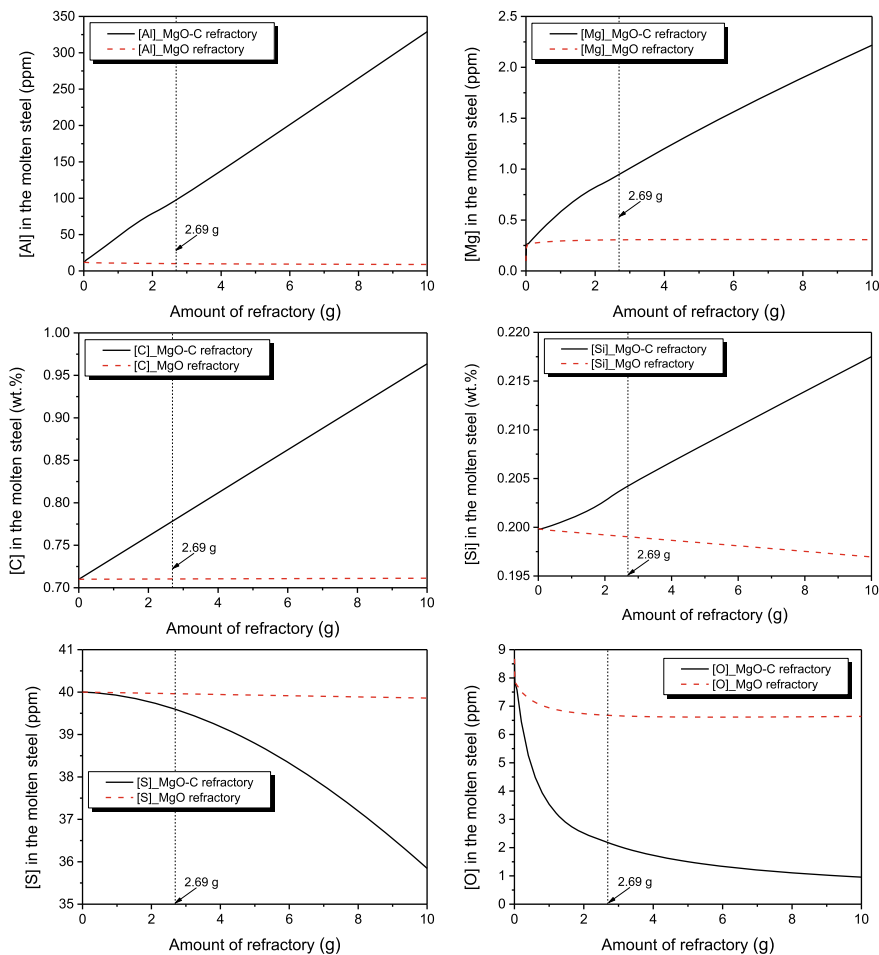 [Al] in the molten steel (ppm)
350
300
250
200
150
100
50
25
0
[Al]_MgO-C refractory
[Al]_MgO refractory
2.69 g
0 2 4 6 8 10
Amount of refractory (g)
[Mg] in the molten steel (ppm)
2.5
2.0
1.5
1.0
0.5
0.0
[Mg]_MgO-C refractory
[Mg]_MgO refractory
2.69 g
0 2 4 6 8 10
Amount of refractory (g)
[C] in the molten steel (wt.%)
1.00
0.95
0.90
0.85
0.80
0.75
0.70
[C]_MgO-C refractory
[C]_MgO refractory
2.69 g
0 2 4 6 8 10
Amount of refractory (g)
[Si] in the molten steel (wt.%)
0.220
0.215
0.210
0.205
0.200
0.195
[Si]_MgO-C refractory
[Si]_MgO refractory
2.69 g
0 2 4 6 8 10
Amount of refractory (g)
[S] in the molten steel (ppm)
41
40
39
38
37
36
35
[S]_MgO-C refractory
[S]_MgO refractory
2.69 g
0 2 4 6 8 10
Amount of refractory (g)
[O] in the molten steel (ppm)
9
8
7
6
5
4
3
2
1
0
[O]_MgO-C refractory
[O]_MgO refractory
2.69 g
0 2 4 6 8 10
Amount of refractory (g)